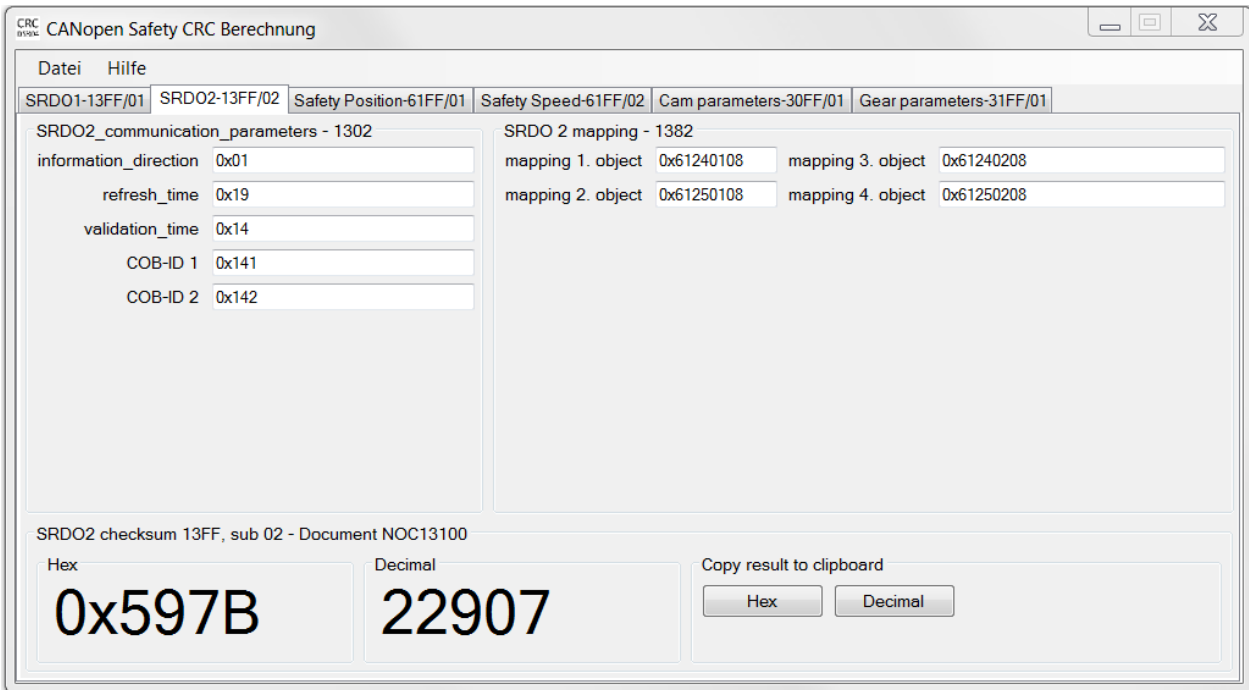 CRC
DSR04 CANopen Safety CRC Berechnung
Datei Hilfe
SRDO1-13FF/01 SRDO2-13FF/02 Safety Position-61FF/01 Safety Speed-61FF/02 Cam parameters-30FF/01 Gear parameters-31FF/01
SRDO2_communication_parameters - 1302
information_direction 0x01
refresh_time 0x19
validation_time 0x14
COB-ID 1 0x141
COB-ID 2 0x142
SRDO 2 mapping - 1382
mapping 1. object 0x61240108 mapping 3. object 0x61240208
mapping 2. object 0x61250108 mapping 4. object 0x61250208
SRDO2 checksum 13FF, sub 02 - Document NOC13100
Hex
0x597B
Decimal
22907
Copy result to clipboard
Hex Decimal